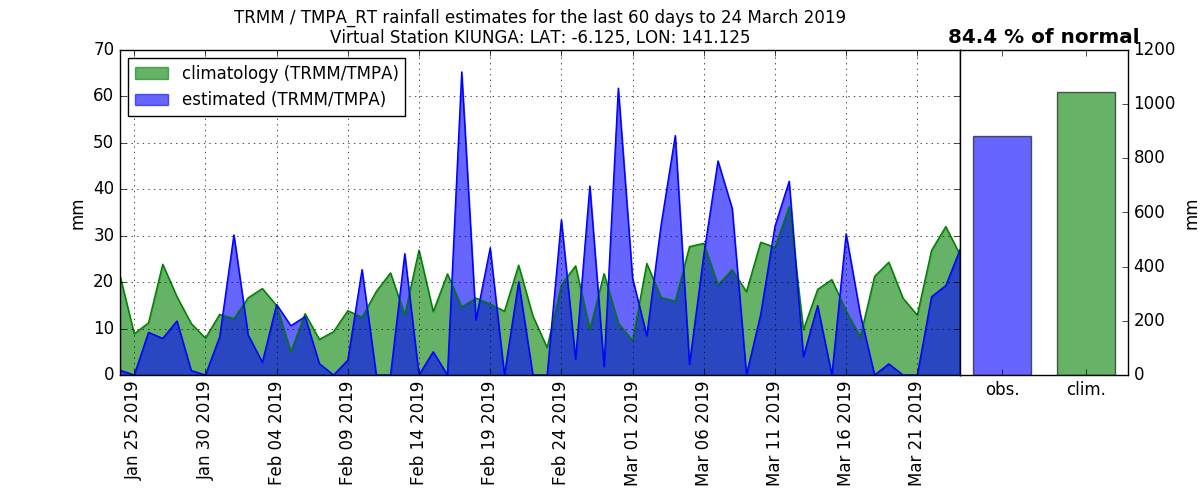 TRMM / TMPA_RT rainfall estimates for the last 60 days to 24 March 2019
Virtual Station KIUNGA: LAT: -6.125, LON: 141.125
84.4 % of normal
climatology (TRMM/TMPA)
estimated (TRMM/TMPA)
70
60
50
40
30
20
10
0
mm
1200
1000
800
600
400
200
0
mm
Jan 25 2019
Jan 30 2019
Feb 04 2019
Feb 09 2019
Feb 14 2019
Feb 19 2019
Feb 24 2019
Mar 01 2019
Mar 06 2019
Mar 11 2019
Mar 16 2019
Mar 21 2019
obs.
clim.